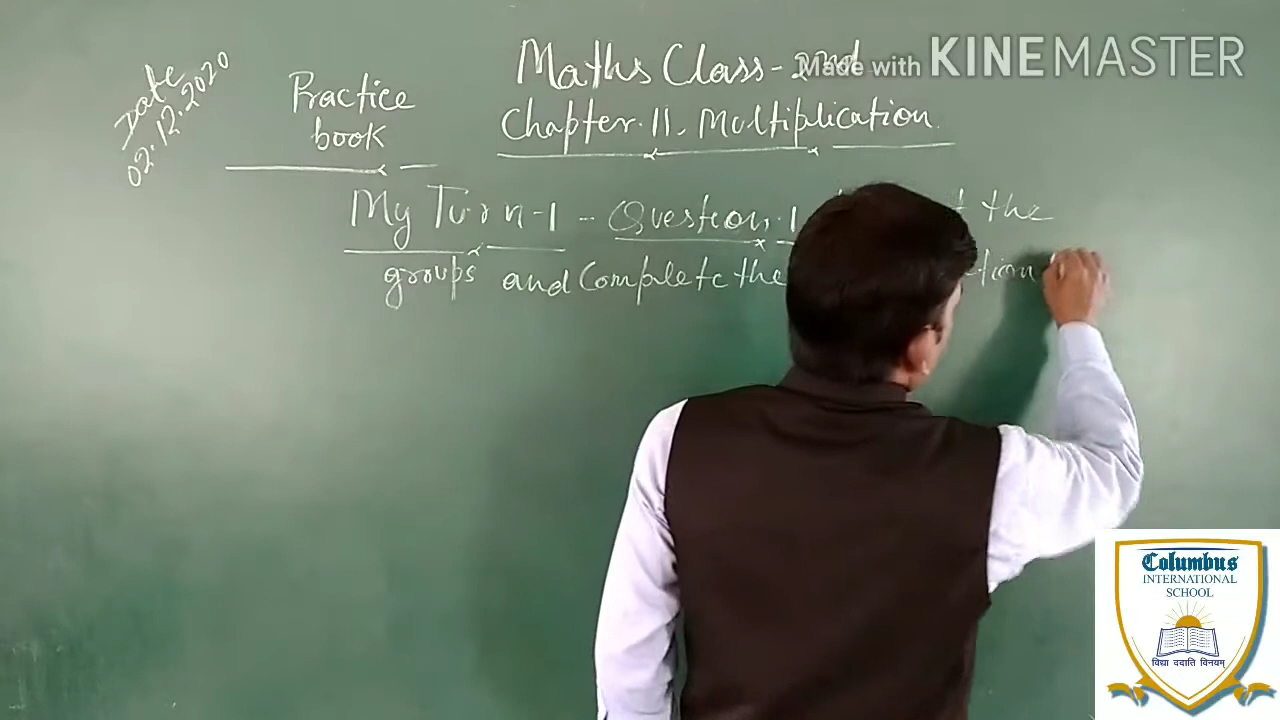 Date
02.12.2020
Practice
book
Maths Class-2nd
Chapter.11. Multiplication.
Made with KINEMASTER
My Turn-1 - Question.1 the
groups and Complete the
Columbus
INTERNATIONAL
SCHOOL
विद्या ददाति विनयम्